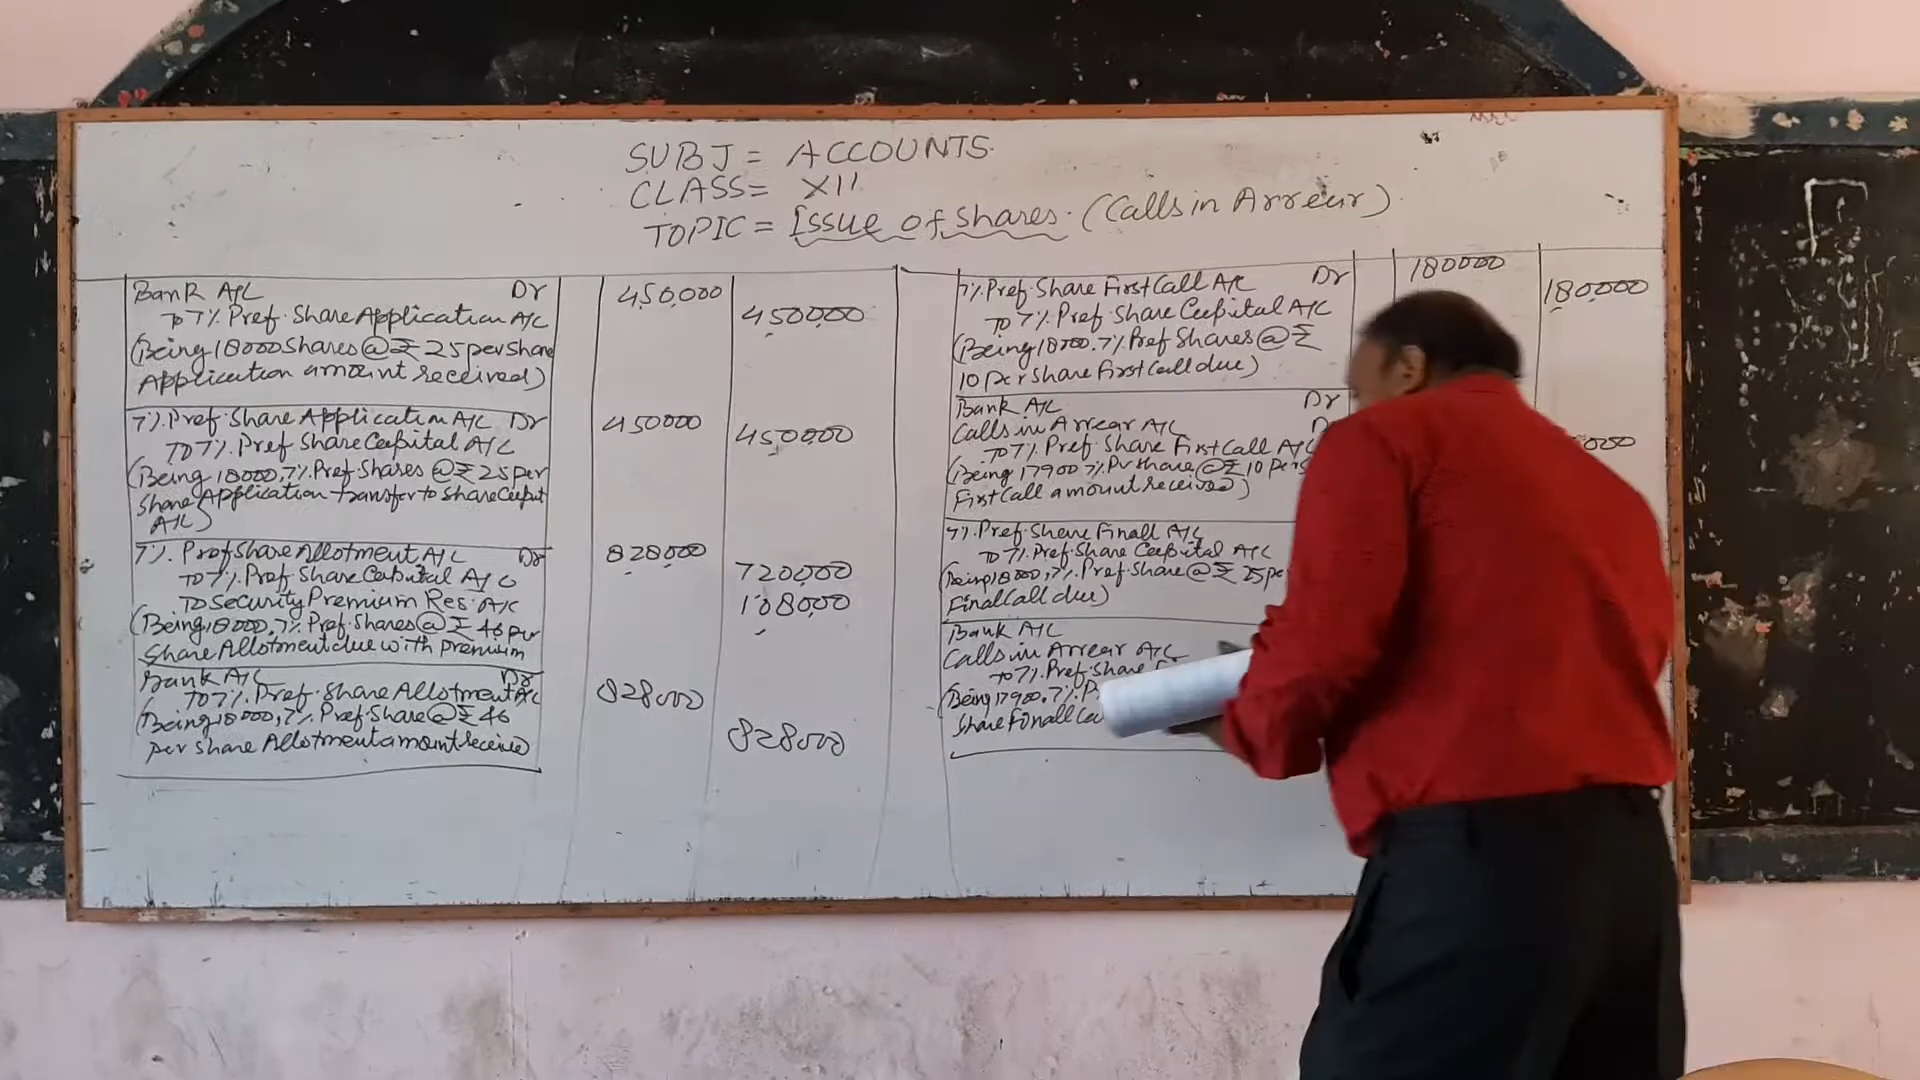 SUBJ = ACCOUNTS
CLASS = XII
TOPIC = Issue of Shares. (Calls in Arrear)
Bank A/C Dr 450,000
To 7% Pref. Share Application A/C 450000
(Being 18000 Shares @ ₹ 25 per share
Application amount received)
7% Pref. Share Application A/C Dr 450000
To 7% Pref Share Capital A/C 450000
(Being 18000, 7% Pref Shares @ ₹ 25 per
Share Application transfer to Share Capital
A/C)
7% Pref Share Allotment A/C Dr 828000
To 7% Pref. Share Capital A/C 720000
To Security Premium Res. A/C 108000
(Being 18000, 7% Pref. Shares @ ₹ 46 per
Share Allotment due with premium
Bank A/C Dr
To 7% Pref. Share Allotment A/C 828000
(Being 18000, 7% Pref. Share @ ₹ 46
per share Allotment amount receive 828000
7% Pref. Share First Call A/C Dr 180000
To 7% Pref. Share Capital A/C 180000
(Being 18000. 7% Pref Shares @ ₹
10 per share First Call due)
Bank A/C Dr
Calls in Arrear A/C
To 7% Pref. Share First Call A/C
(Being 17900 7% Pr share @ ₹ 10 per
First Call amount received)
7% Pref. Share Finall A/C
To 7% Pref. Share Capital A/C
(Being 18000, 7% Pref. Share @ ₹ 25 pe
Final Call due)
Bank A/C
Calls in Arrear A/C
To 7% Pref. Share
(Being 17900, 7%
Share Finall